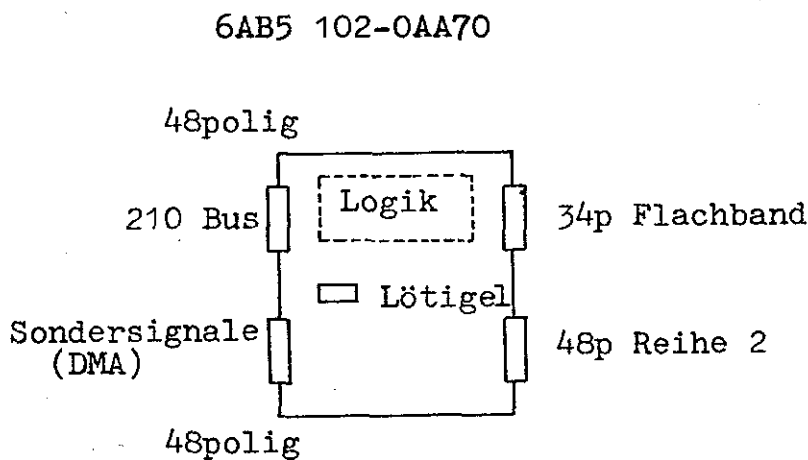 6AB5 102-0AA70
48polig
Logik
210 Bus
34p Flachband
Lötigel
Sondersignale
(DMA)
48p Reihe 2
48polig